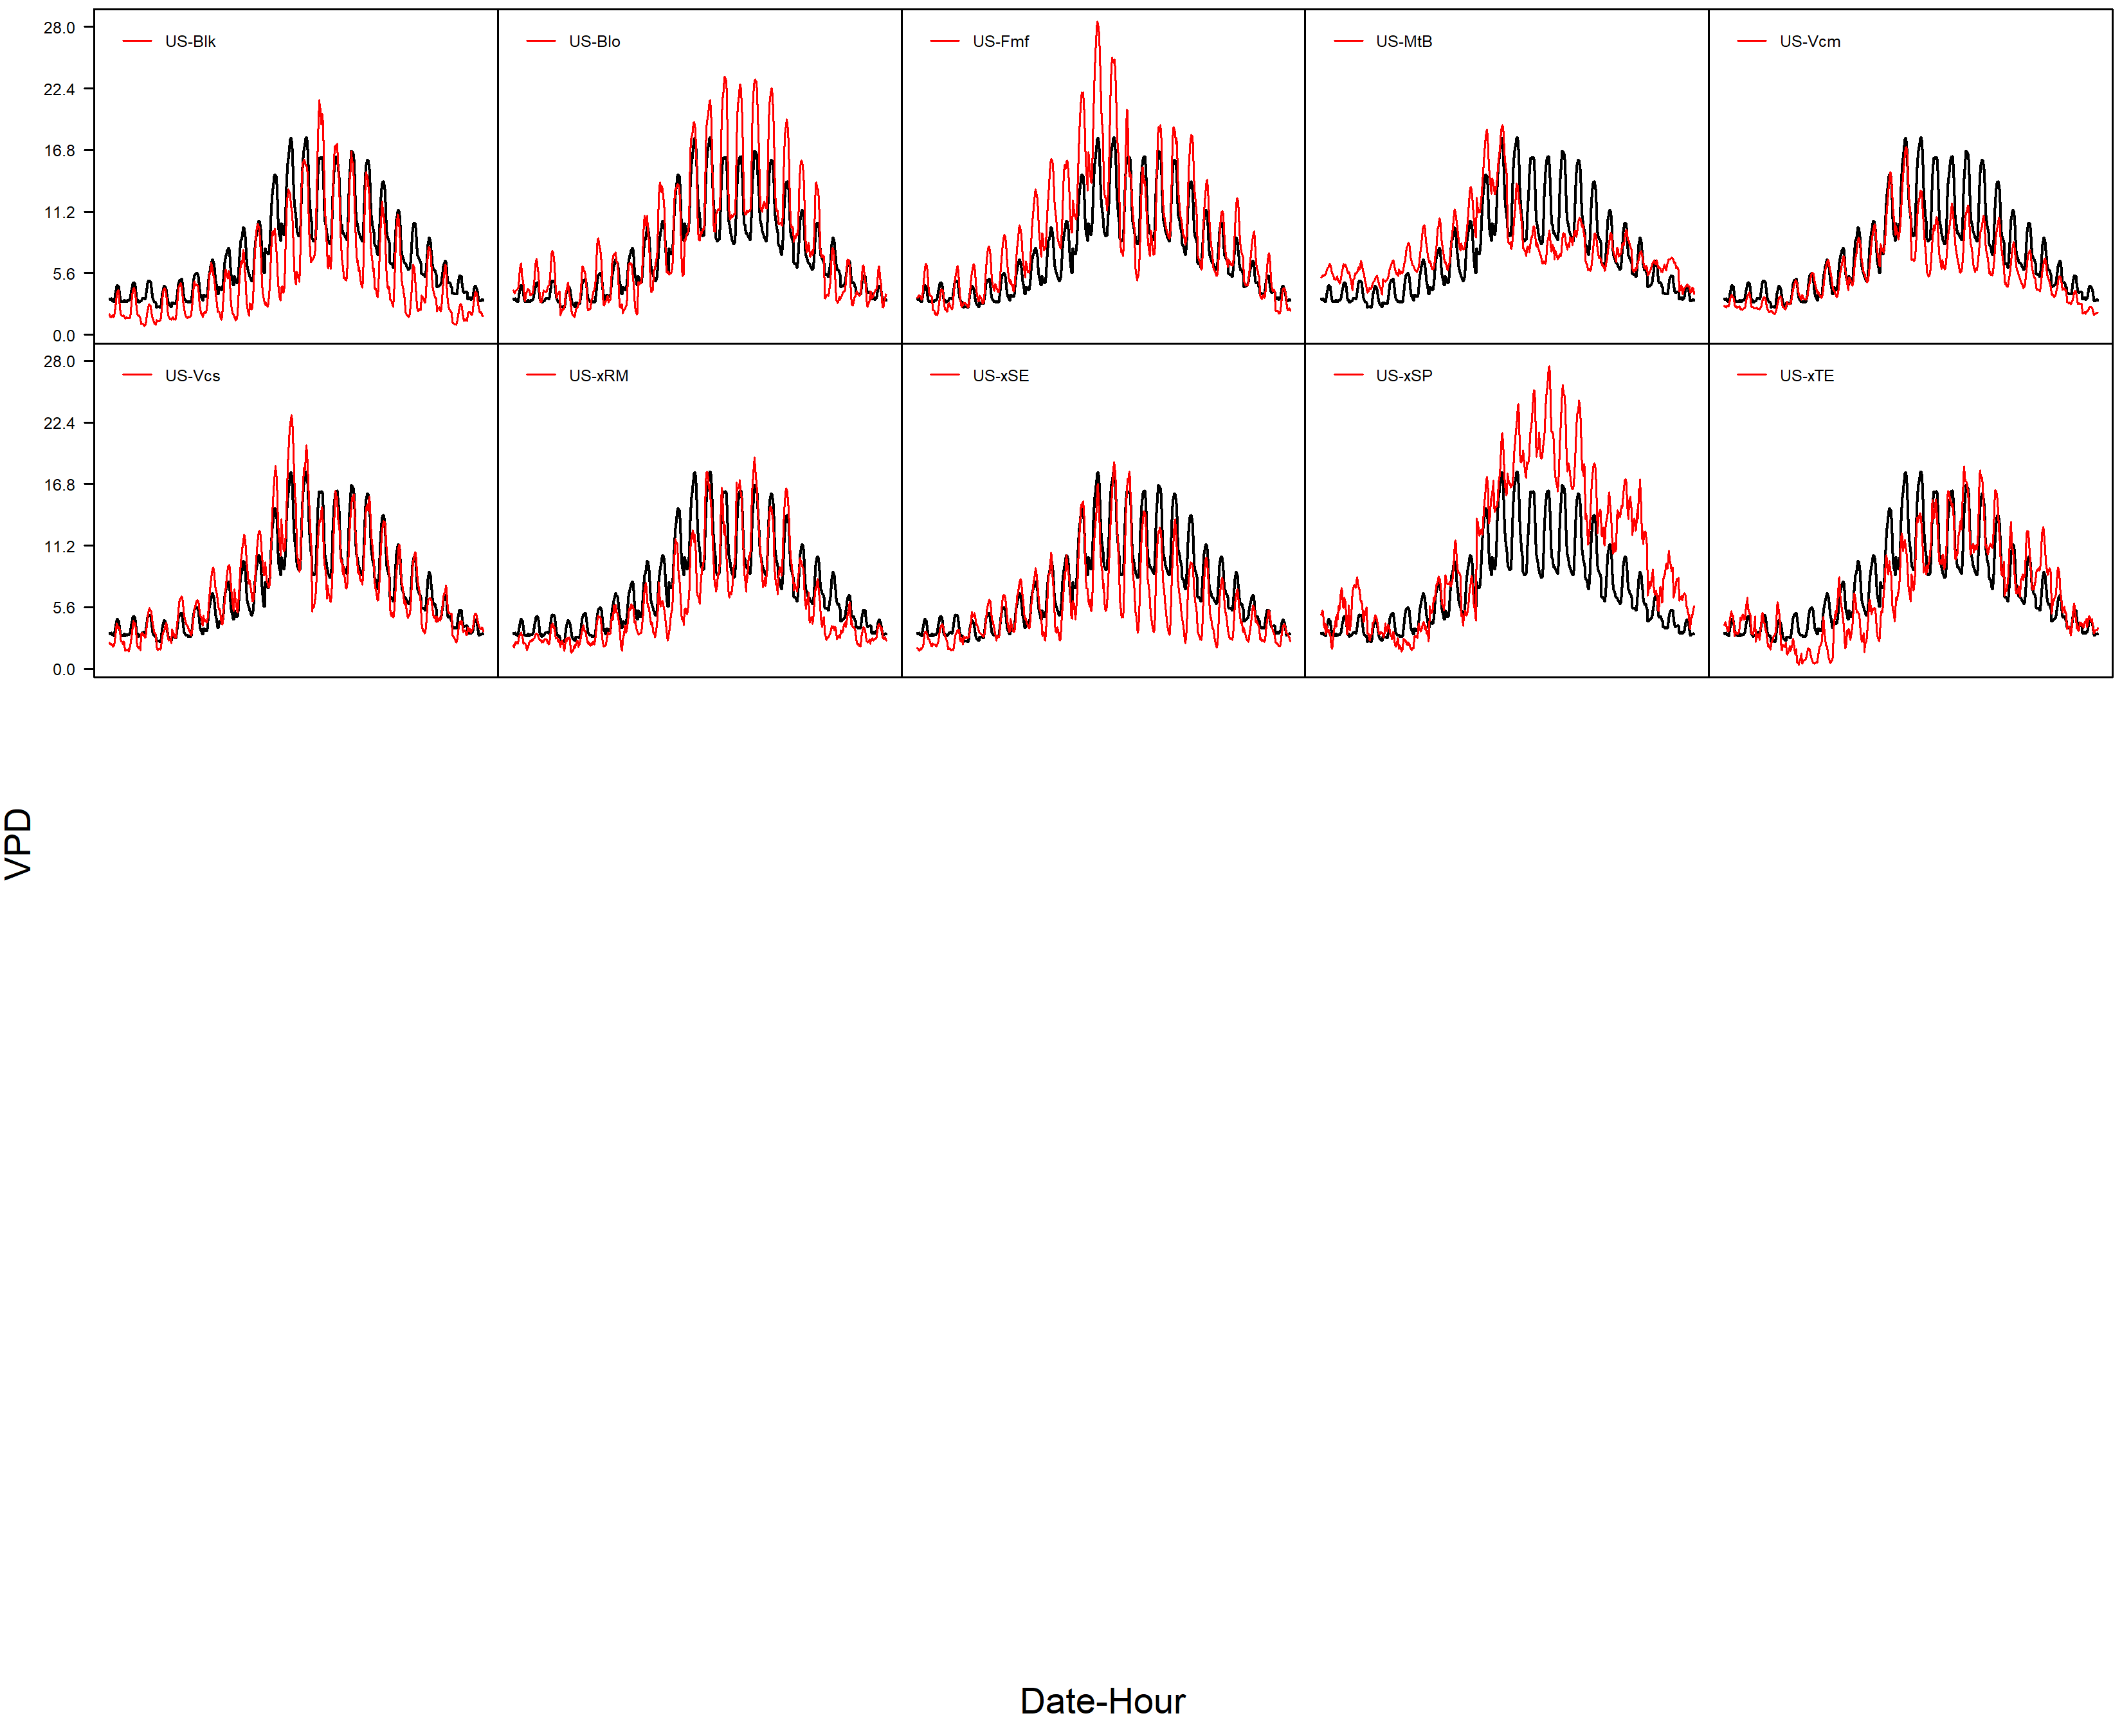 28.0
22.4
16.8
11.2
5.6
0.0
US-Blk
US-Blo
US-Fmf
US-MtB
US-Vcm
28.0
22.4
16.8
11.2
5.6
0.0
US-Vcs
US-xRM
US-xSE
US-xSP
US-xTE
VPD
Date-Hour